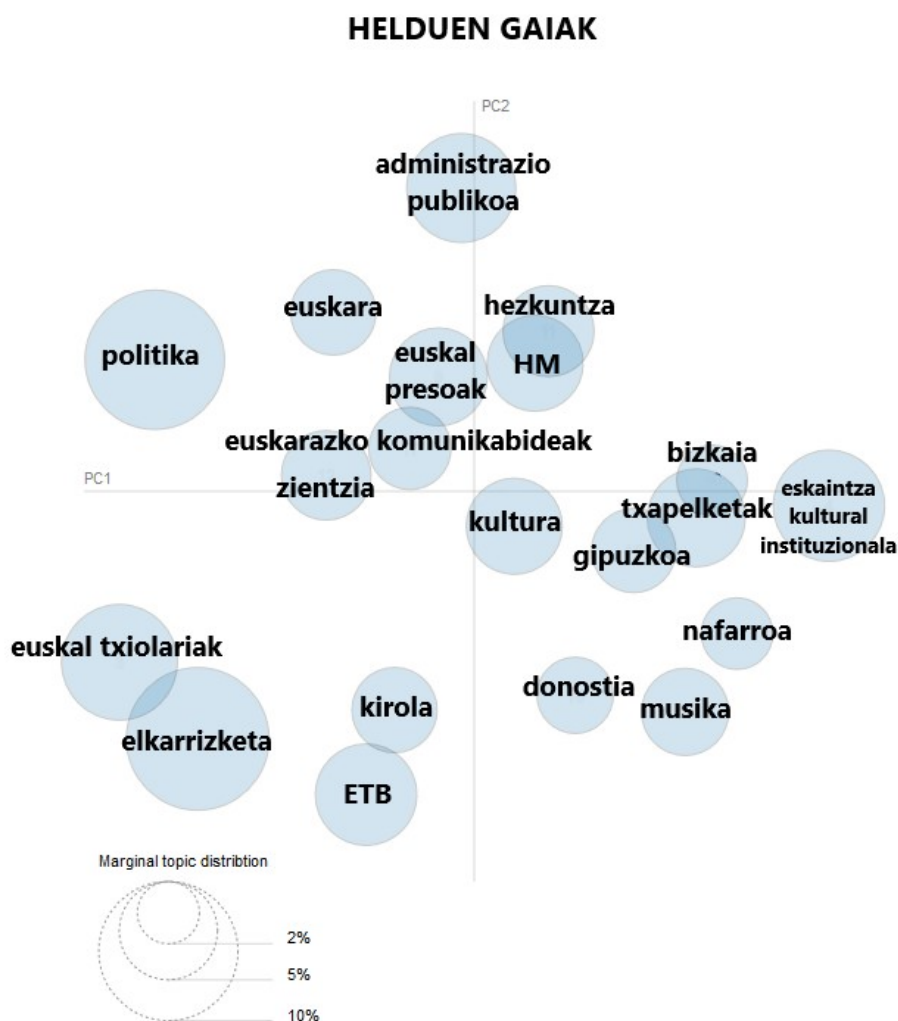 HELDUEN GAIAK
PC2
administrazio
publikoa
euskara
hezkuntza
politika
euskal
presoak
HM
euskarazko komunikabideak
bizkaia
PC1
zientzia
eskaintza
kultural
instituzionala
txapelketak
kultura
gipuzkoa
nafarroa
euskal txiolariak
donostia
kirola
musika
elkarrizketa
ETB
Marginal topic distribtion
2%
5%
10%